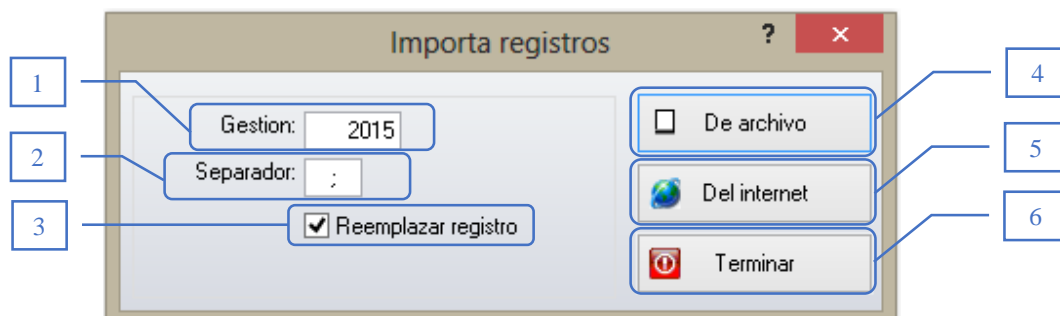 Importa registros ?
1
Gestion: 2015
De archivo
4
2
Separador: ;
Del internet
5
3
Reemplazar registro
Terminar
6